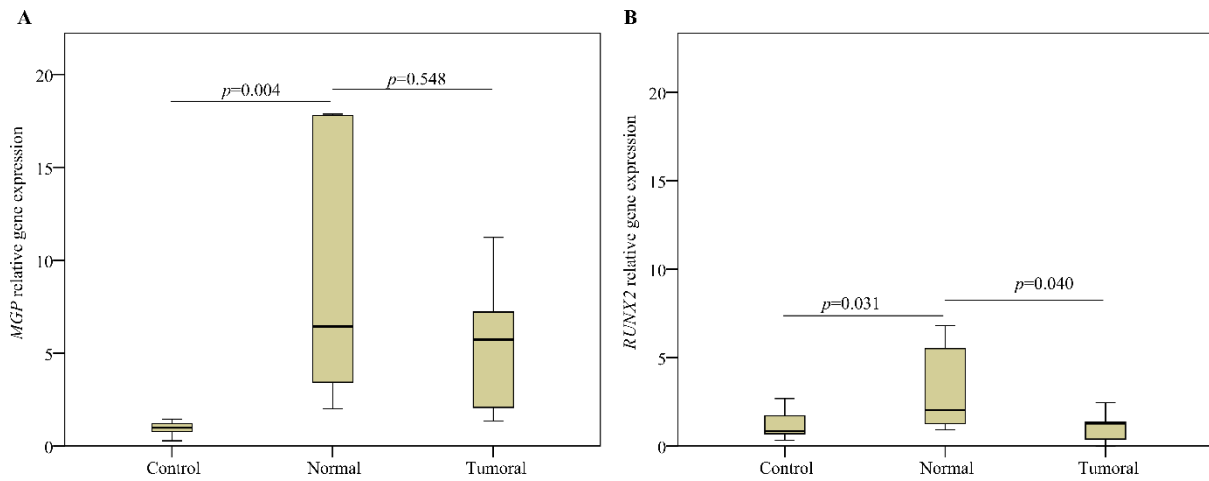 A
MGP relative gene expression
20
15
10
5
0
p=0.004
p=0.548
Control
Normal
Tumoral
B
RUNX2 relative gene expression
20
15
10
5
0
p=0.031
p=0.040
Control
Normal
Tumoral